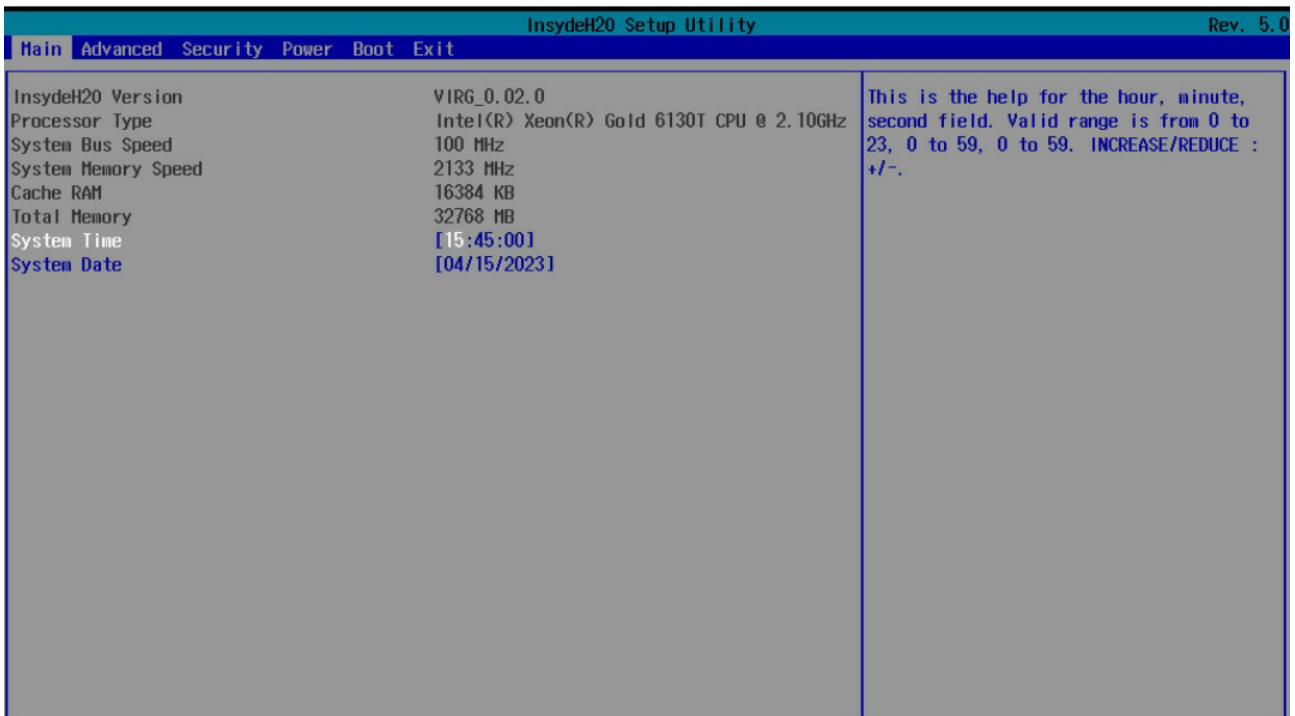 InsydeH20 Setup Utility Rev. 5.0
Main Advanced Security Power Boot Exit
InsydeH20 Version VIRG_0.02.0
Processor Type Intel(R) Xeon(R) Gold 6130T CPU @ 2.10GHz
System Bus Speed 100 MHz
System Memory Speed 2133 MHz
Cache RAM 16384 KB
Total Memory 32768 MB
System Time [15:45:00]
System Date [04/15/2023]
This is the help for the hour, minute,
second field. Valid range is from 0 to
23, 0 to 59, 0 to 59. INCREASE/REDUCE :
+/-.